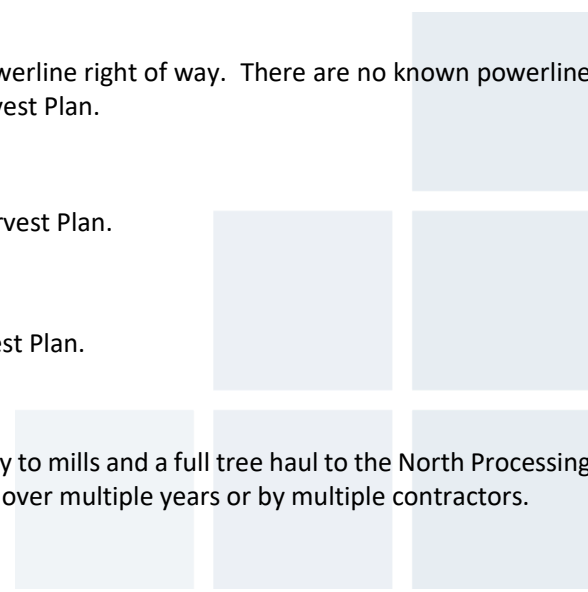 werline right of way. There are no known powerline
vest Plan.
rvest Plan.
est Plan.
y to mills and a full tree haul to the North Processing
over multiple years or by multiple contractors.